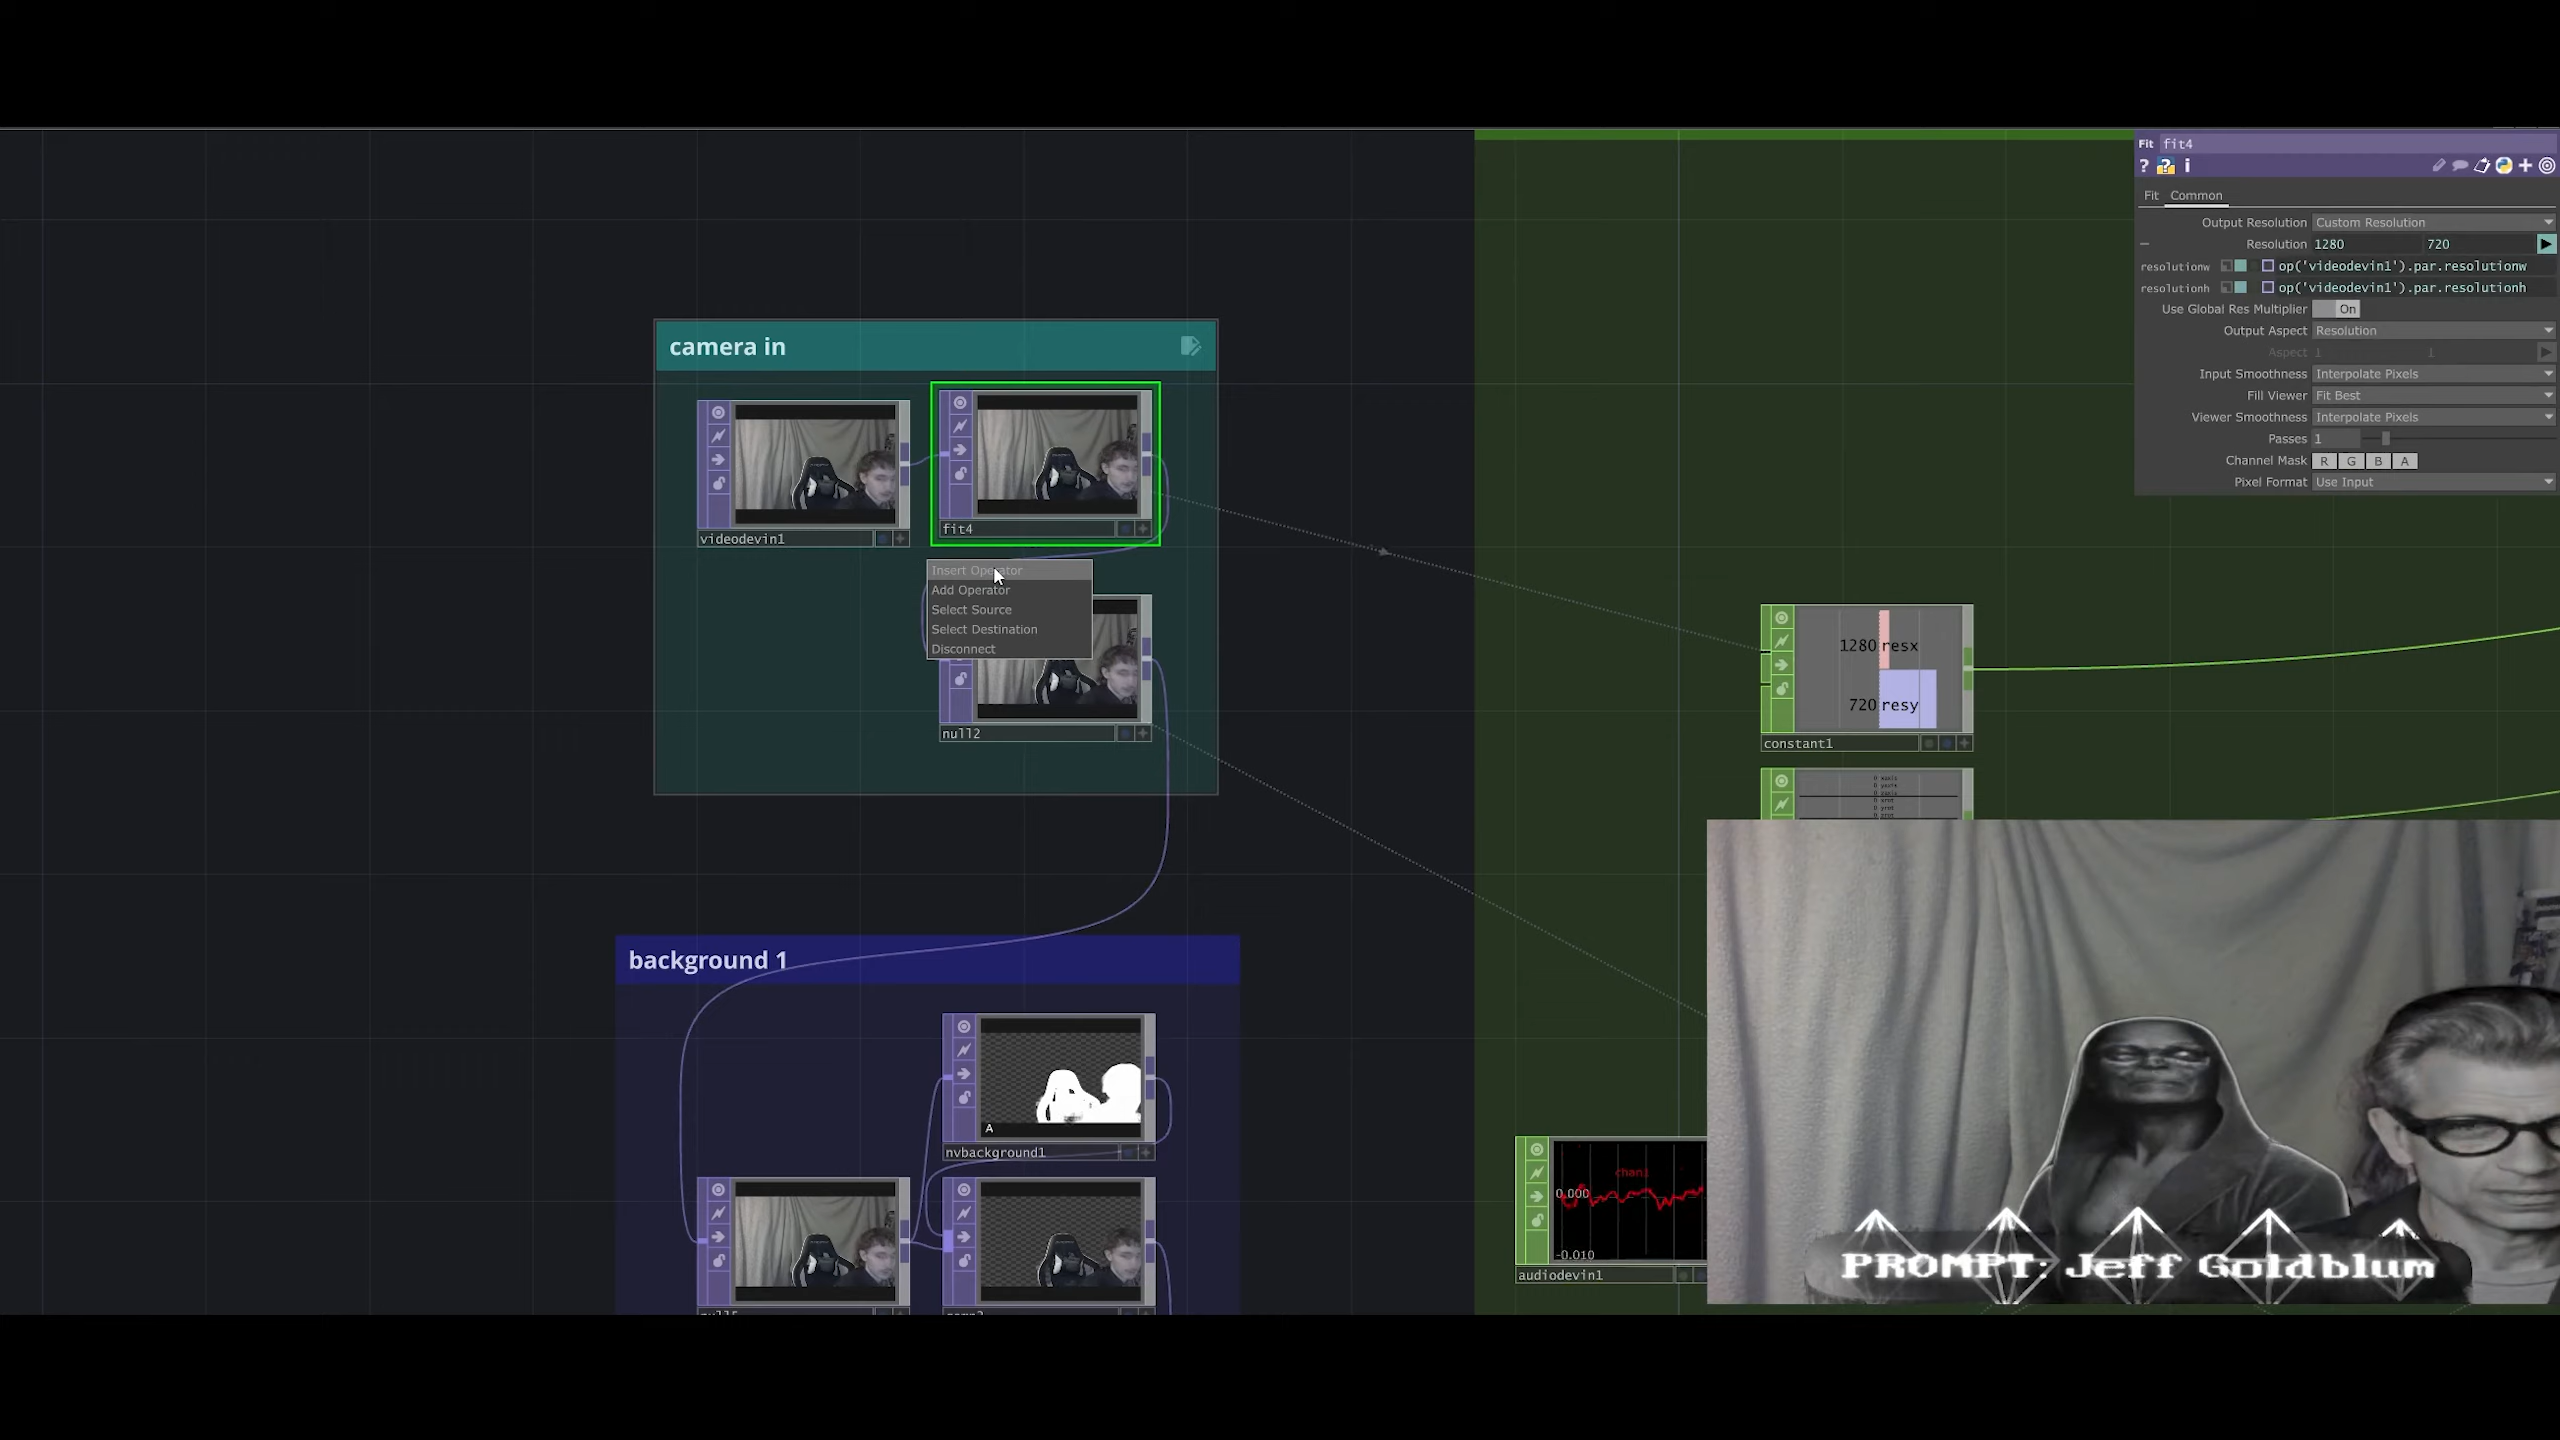 camera in
videodevin1
fit4
Insert Operator
Add Operator
Select Source
Select Destination
Disconnect
null2
background 1
A
nvbackground1
1280 resx
720 resy
constant1
chan1
0.000
-0.010
audiodevin1
PROMPT: Jeff Goldblum
Fit fit4
? ? i
Fit Common
Output Resolution Custom Resolution
Resolution 1280 720
resolutionw op('videodevin1').par.resolutionw
resolutionh op('videodevin1').par.resolutionh
Use Global Res Multiplier On
Output Aspect Resolution
Aspect 1 1
Input Smoothness Interpolate Pixels
Fill Viewer Fit Best
Viewer Smoothness Interpolate Pixels
Passes 1
Channel Mask R G B A
Pixel Format Use Input